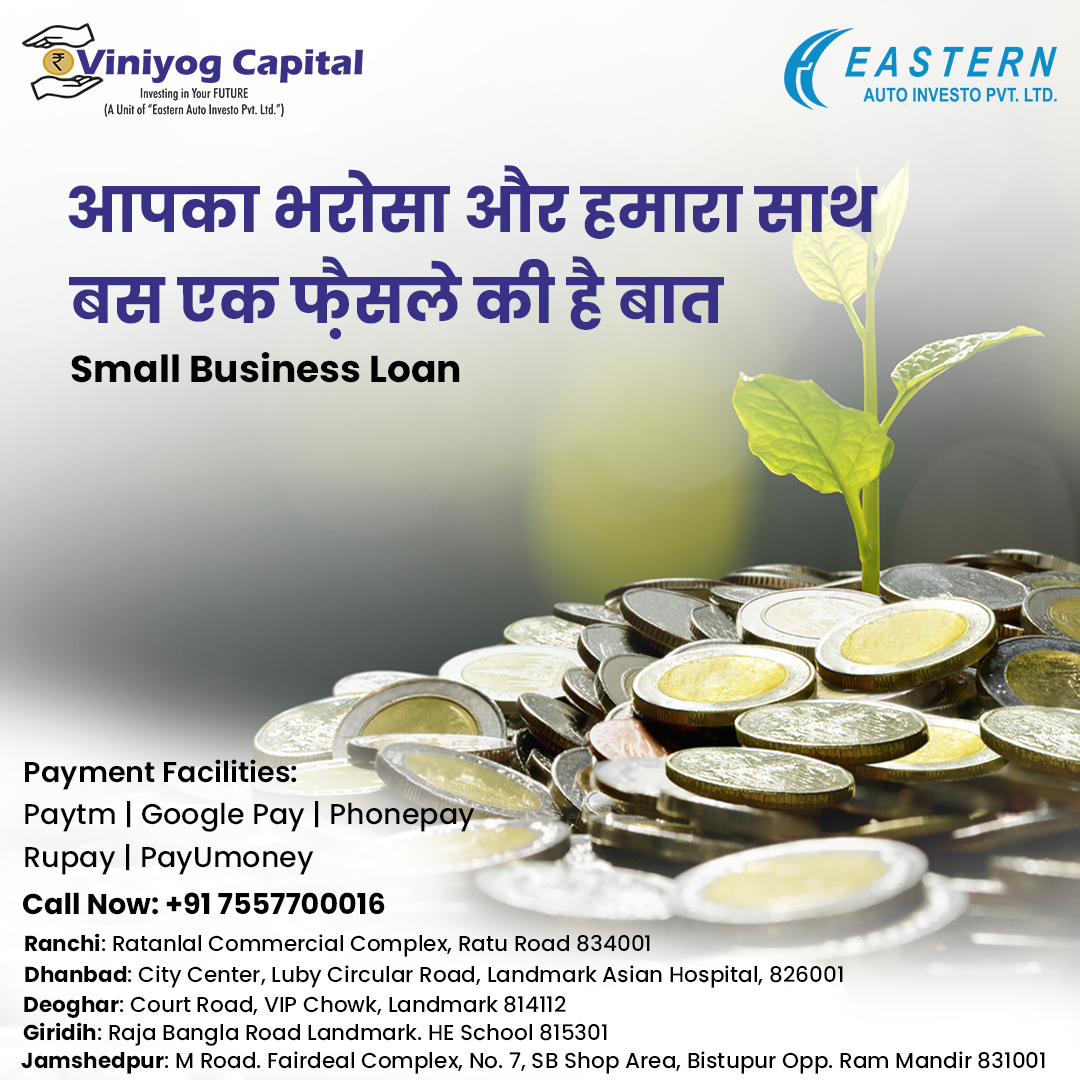 Viniyog Capital
Investing in Your FUTURE
(A Unit of "Eastern Auto Investo Pvt. Ltd.")
EASTERN
AUTO INVESTO PVT. LTD.
आपका भरोसा और हमारा साथ
बस एक फ़ैसले की है बात
Small Business Loan
Payment Facilities:
Paytm | Google Pay | Phonepay
Rupay | PayUmoney
Call Now: +91 7557700016
Ranchi: Ratanlal Commercial Complex, Ratu Road 834001
Dhanbad: City Center, Luby Circular Road, Landmark Asian Hospital, 826001
Deoghar: Court Road, VIP Chowk, Landmark 814112
Giridih: Raja Bangla Road Landmark. HE School 815301
Jamshedpur: M Road. Fairdeal Complex, No. 7, SB Shop Area, Bistupur Opp. Ram Mandir 831001